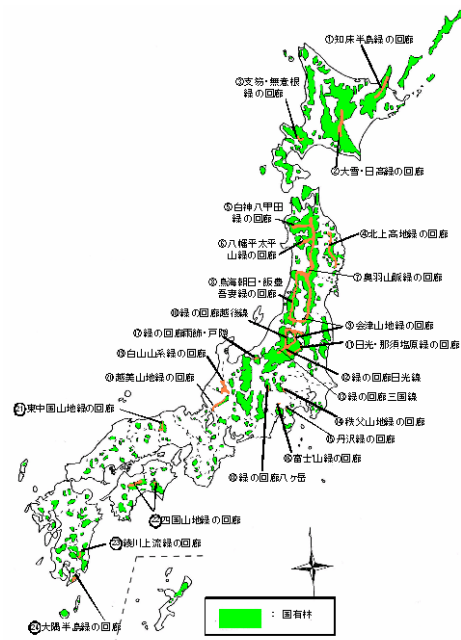 ①知床半島緑の回廊
③支笏・無意根
緑の回廊
②大雪・日高緑の回廊
⑤白神八甲田
緑の回廊
④北上高地緑の回廊
⑥八幡平太平
山緑の回廊
⑦奥羽山脈緑の回廊
⑧鳥海朝日・飯豊
吾妻緑の回廊
⑩緑の回廊越後線
⑨会津山地緑の回廊
⑰緑の回廊雨飾・戸隠
⑪日光・那須塩原緑の回廊
⑲白山山系緑の回廊
⑫緑の回廊日光線
⑳越美山地緑の回廊
⑬緑の回廊三国線
㉑東中国山地緑の回廊
⑭秩父山地緑の回廊
⑮丹沢緑の回廊
⑯富士山緑の回廊
⑱緑の回廊八ヶ岳
㉒四国山地緑の回廊
㉓綾川上流緑の回廊
㉔大隅半島緑の回廊
：国有林